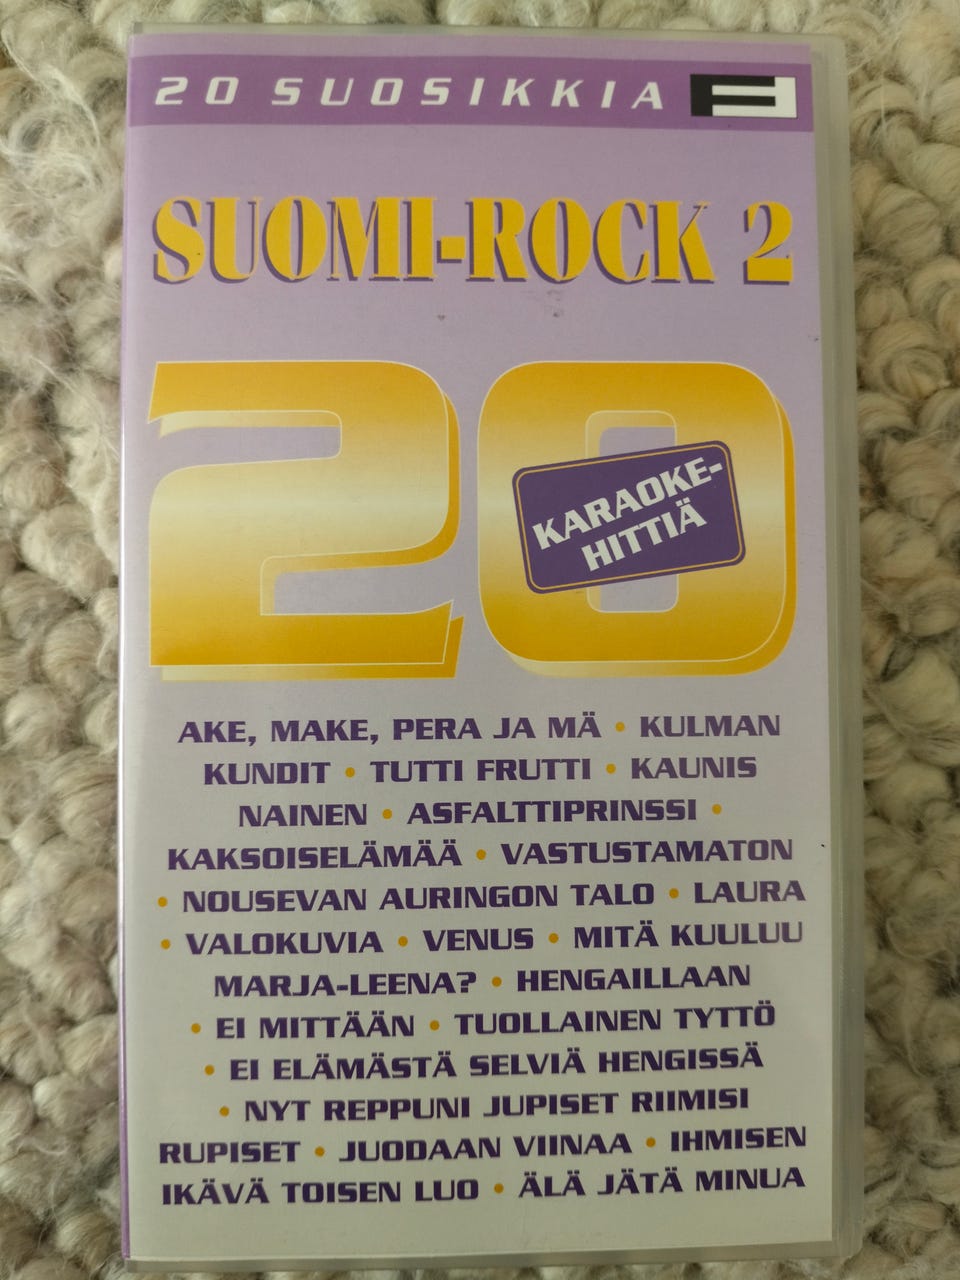 20 SUOSIKKIA
SUOMI-ROCK 2
20
KARAOKE-
HITTIÄ
AKE, MAKE, PERA JA MÄ • KULMAN
KUNDIT • TUTTI FRUTTI • KAUNIS
NAINEN • ASFALTTIPRINSSI •
KAKSOISELÄMÄÄ • VASTUSTAMATON
• NOUSEVAN AURINGON TALO • LAURA
• VALOKUVIA • VENUS • MITÄ KUULUU
MARJA-LEENA? • HENGAILLAAN
• EI MITTÄÄN • TUOLLAINEN TYTTÖ
• EI ELÄMÄSTÄ SELVIÄ HENGISSÄ
• NYT REPPUNI JUPISET RIIMISI
RUPISET • JUODAAN VIINAA • IHMISEN
IKÄVÄ TOISEN LUO • ÄLÄ JÄTÄ MINUA